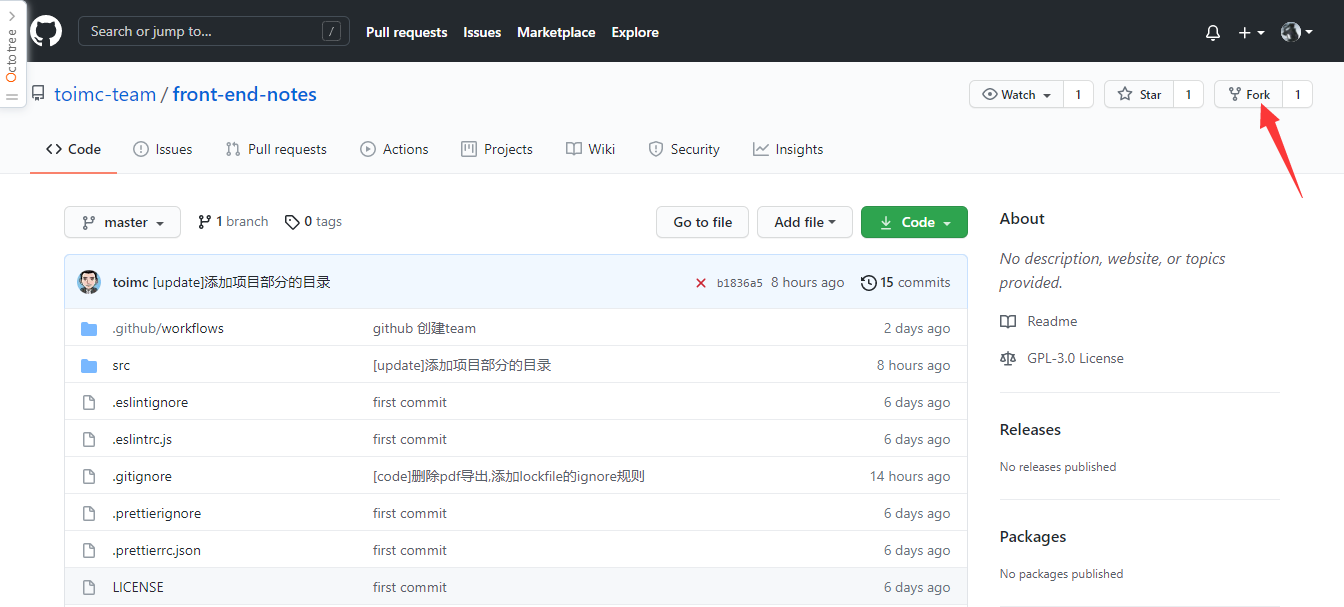 Octotree
Search or jump to... / Pull requests Issues Marketplace Explore
toimc-team / front-end-notes Watch 1 Star 1 Fork 1
Code Issues Pull requests Actions Projects Wiki Security Insights
master 1 branch 0 tags Go to file Add file Code
toimc [update]添加项目部分的目录 b1836a5 8 hours ago 15 commits
.github/workflows github 创建team 2 days ago
src [update]添加项目部分的目录 8 hours ago
.eslintignore first commit 6 days ago
.eslintrc.js first commit 6 days ago
.gitignore [code]删除pdf导出,添加lockfile的ignore规则 14 hours ago
.prettierignore first commit 6 days ago
.prettierrc.json first commit 6 days ago
LICENSE first commit 6 days ago
About
No description, website, or topics
provided.
Readme
GPL-3.0 License
Releases
No releases published
Packages
No packages published